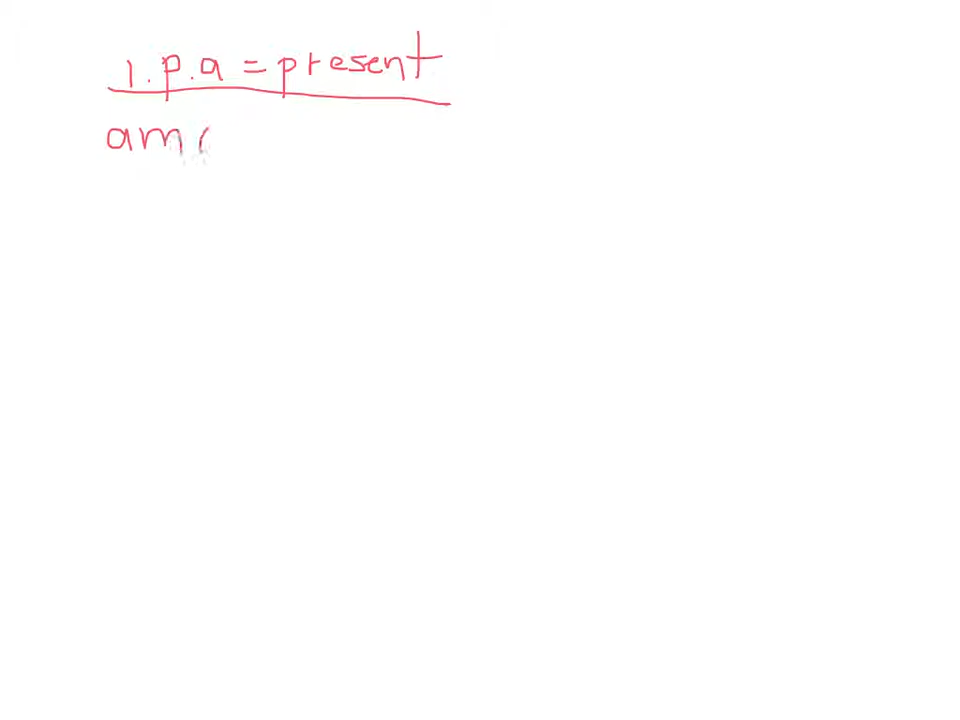 1.p.a = present
am